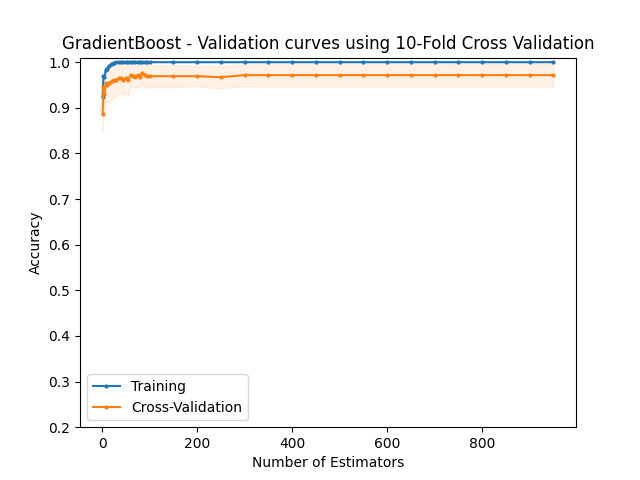 GradientBoost - Validation curves using 10-Fold Cross Validation
1.0
0.9
0.8
0.7
0.6
0.5
0.4
0.3
0.2
Accuracy
Training
Cross-Validation
0 200 400 600 800
Number of Estimators